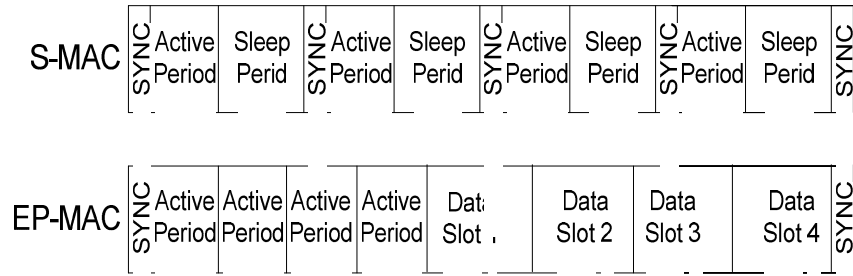 S-MAC SYNC Active Period Sleep Perid SYNC Active Period Sleep Perid SYNC Active Period Sleep Perid SYNC Active Period Sleep Perid SYNC
EP-MAC SYNC Active Period Active Period Active Period Active Period Slot Data Slot 2 Data Slot 3 Data Slot 4 SYNC